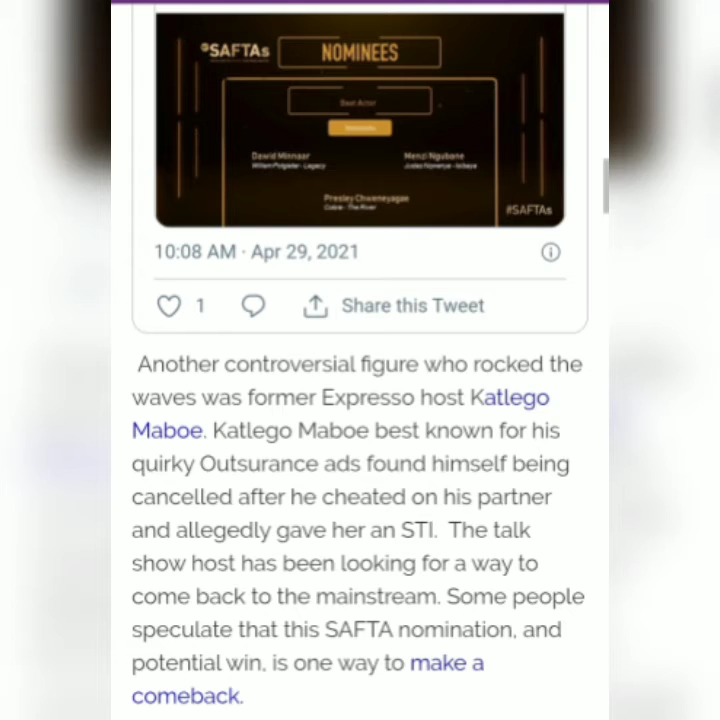 SAFTAs
NOMINEES
Best Actor
Dawid Minnaar
Menzi Ngubane
Presley Chweneyagae
#SAFTAs
10:08 AM · Apr 29, 2021
1
Share this Tweet
Another controversial figure who rocked the
waves was former Expresso host Katlego
Maboe. Katlego Maboe best known for his
quirky Outsurance ads found himself being
cancelled after he cheated on his partner
and allegedly gave her an STI. The talk
show host has been looking for a way to
come back to the mainstream. Some people
speculate that this SAFTA nomination, and
potential win, is one way to make a
comeback.